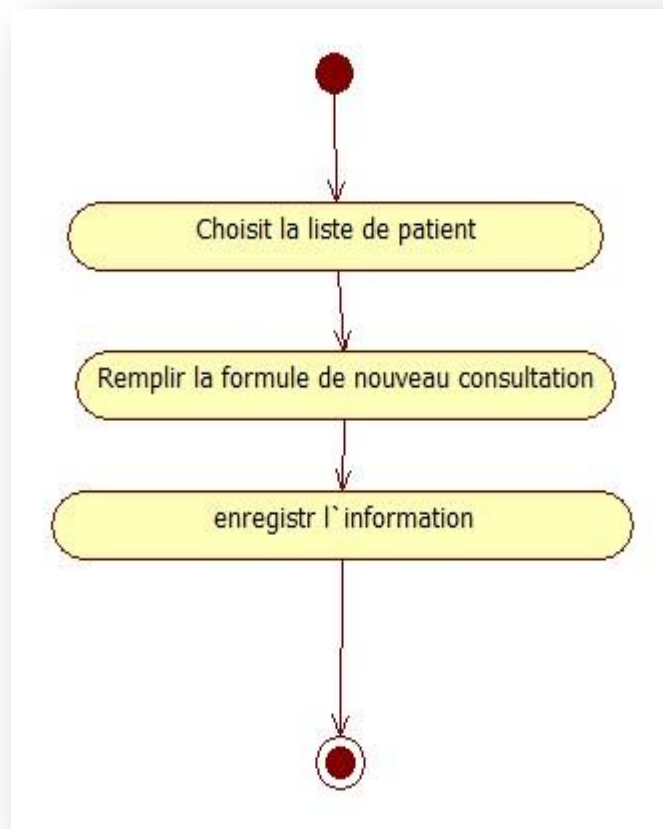 Choisit la liste de patient
Remplir la formule de nouveau consultation
enregistr l`information